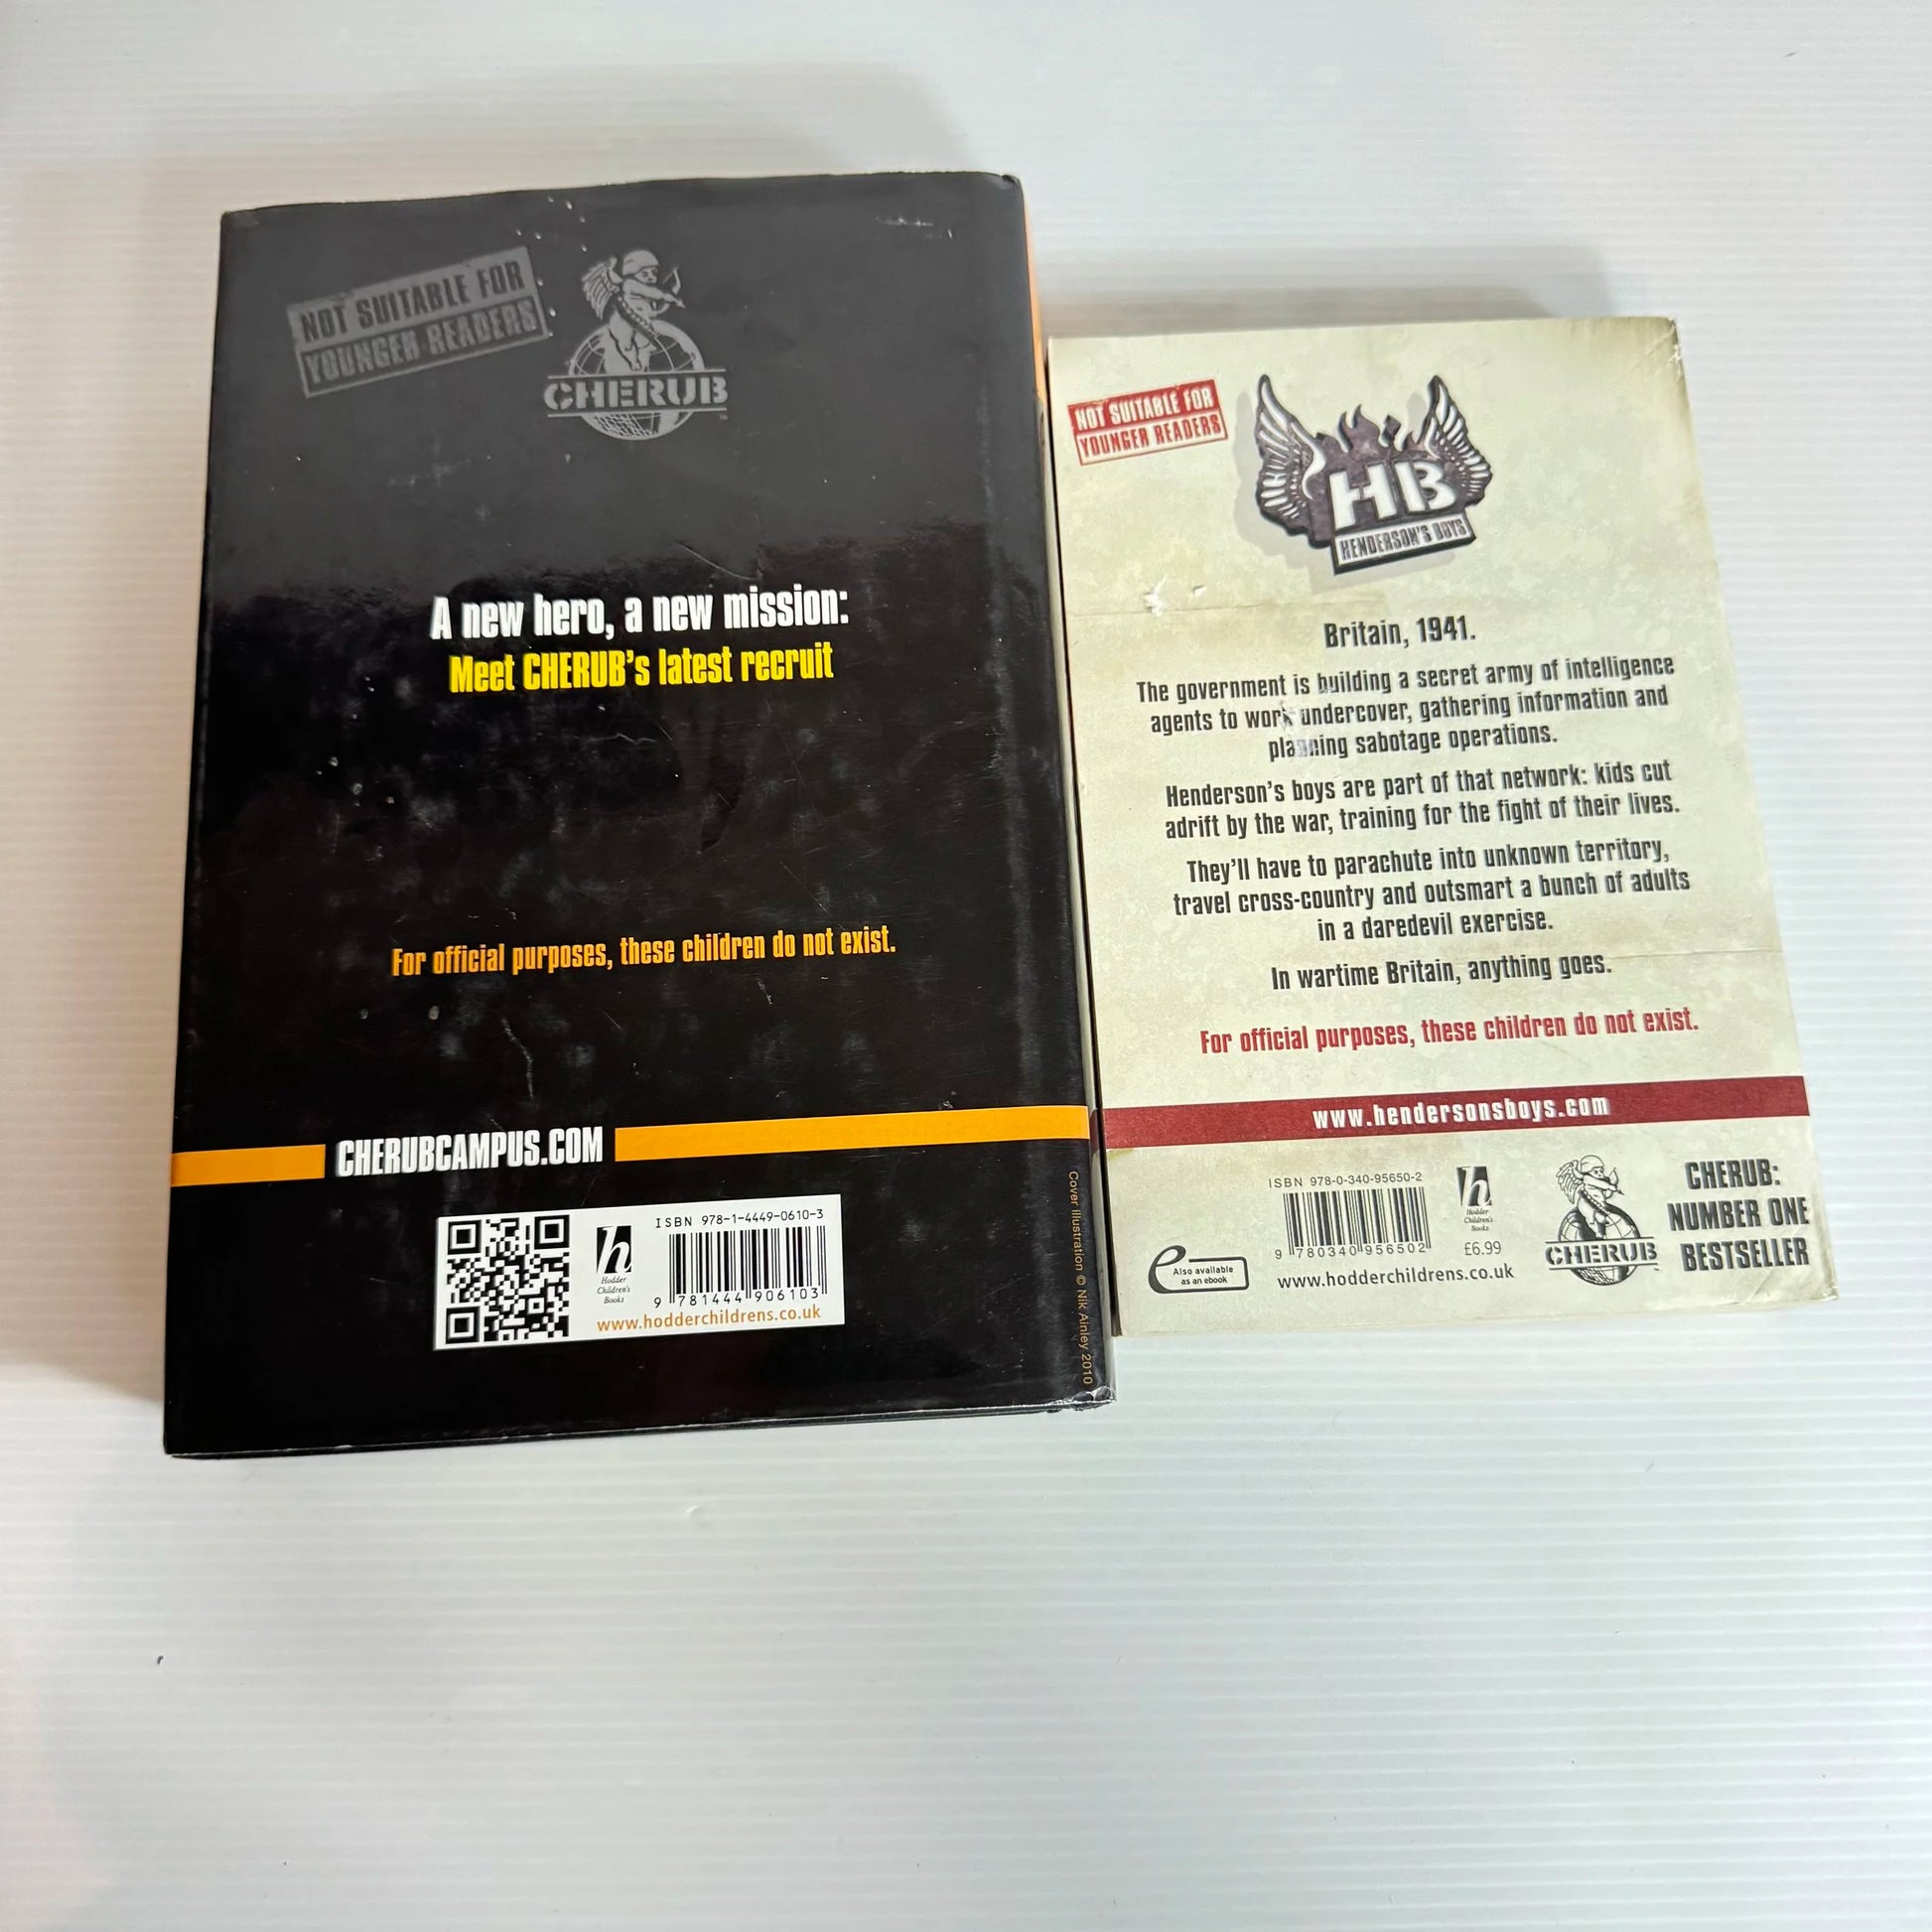 NOT SUITABLE FOR
YOUNGER READERS
CHERUB
A new hero, a new mission:
Meet CHERUB's latest recruit
For official purposes, these children do not exist.
CHERUBCAMPUS.COM
ISBN 978-1-4449-0610-3
h
Hodder
Children's
Books
9 781444 906103
www.hodderchildrens.co.uk
Cover illustration © Nik Ainley 2010
NOT SUITABLE FOR
YOUNGER READERS
HB
HENDERSON'S BOYS
Britain, 1941.
The government is building a secret army of intelligence
agents to work undercover, gathering information and
planning sabotage operations.
Henderson's boys are part of that network: kids cut
adrift by the war, training for the fight of their lives.
They'll have to parachute into unknown territory,
travel cross-country and outsmart a bunch of adults
in a daredevil exercise.
In wartime Britain, anything goes.
For official purposes, these children do not exist.
www.hendersonsboys.com
ISBN 978-0-340-95650-2
9 780340 956502
h
Hodder
Children's
Books
£6.99
e
Also available
as an ebook
www.hodderchildrens.co.uk
CHERUB
™
CHERUB:
NUMBER ONE
BESTSELLER